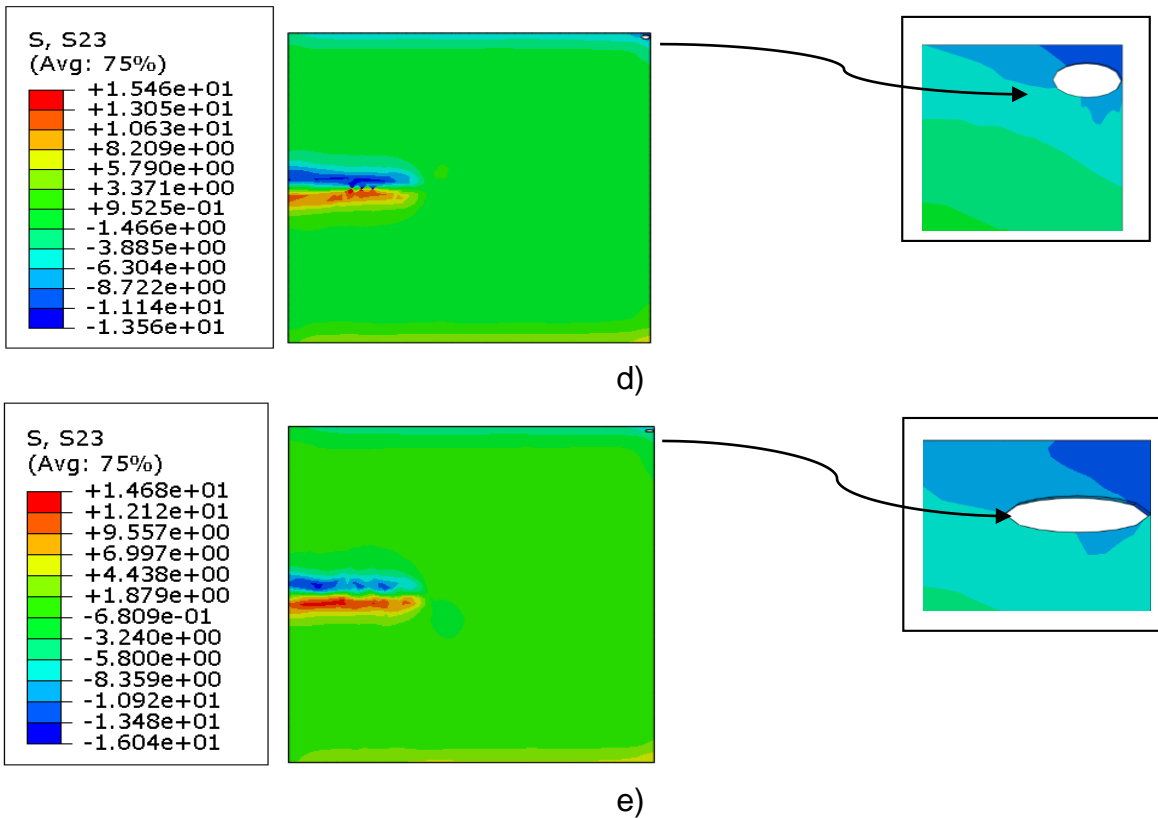 S, S23
(Avg: 75%)
+1.546e+01
+1.305e+01
+1.063e+01
+8.209e+00
+5.790e+00
+3.371e+00
+9.525e-01
-1.466e+00
-3.885e+00
-6.304e+00
-8.722e+00
-1.114e+01
-1.356e+01
d)
S, S23
(Avg: 75%)
+1.468e+01
+1.212e+01
+9.557e+00
+6.997e+00
+4.438e+00
+1.879e+00
-6.809e-01
-3.240e+00
-5.800e+00
-8.359e+00
-1.092e+01
-1.348e+01
-1.604e+01
e)